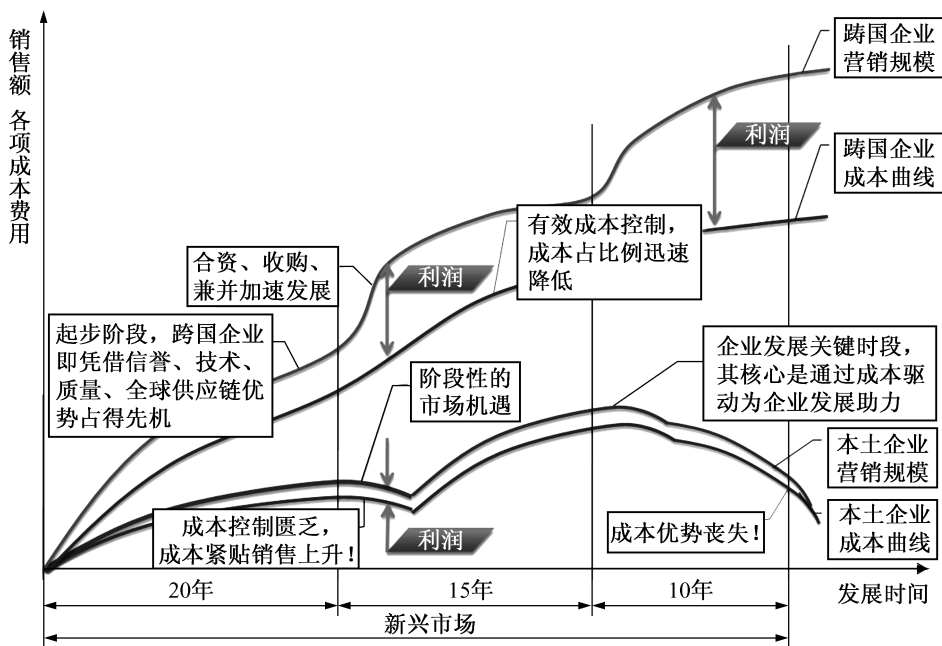 销售额 各项成本费用
跨国企业
营销规模
利润
跨国企业
成本曲线
有效成本控制，
成本占比例迅速
降低
合资、收购、
兼并加速发展
利润
起步阶段，跨国企业
即凭借信誉、技术、
质量、全球供应链优
势占得先机
阶段性的
市场机遇
企业发展关键时段，
其核心是通过成本驱
动为企业发展助力
本土企业
营销规模
成本控制匮乏，
成本紧贴销售上升！
利润
成本优势丧失！
本土企业
成本曲线
20年
15年
10年
发展时间
新兴市场